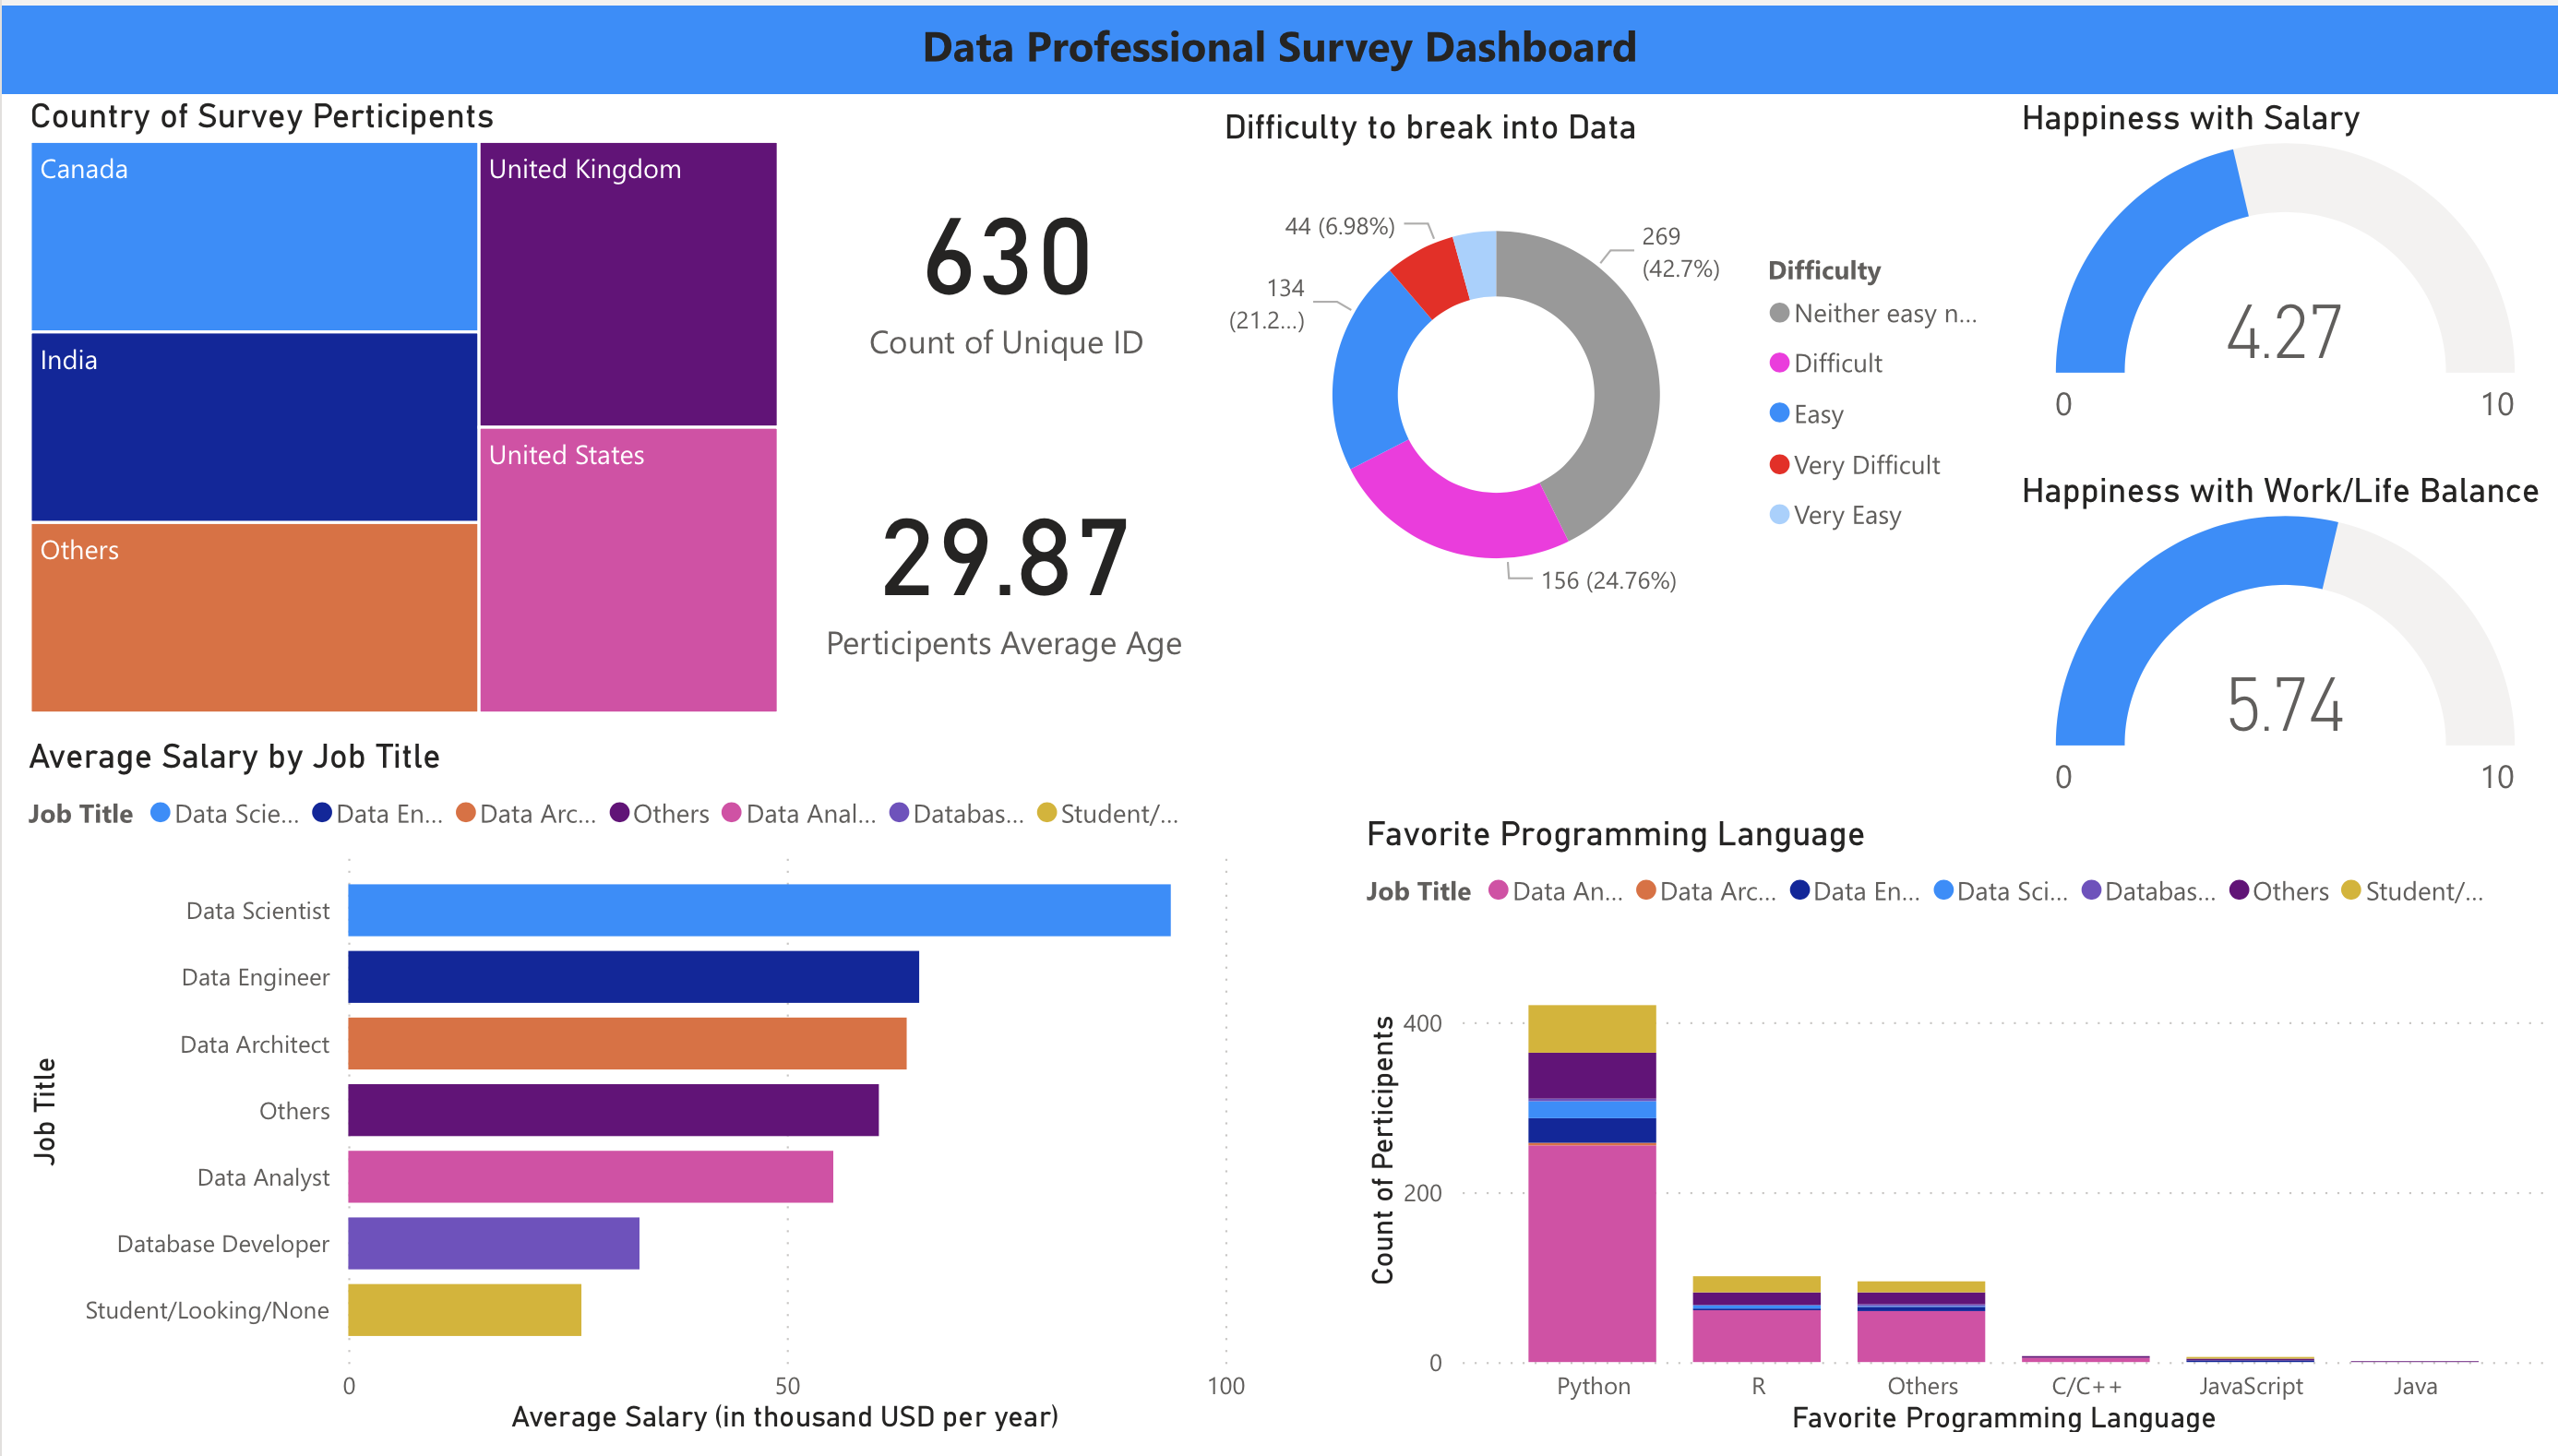 Data Professional Survey Dashboard
Country of Survey Perticipents
Canada
India
Others
United Kingdom
United States
630
Count of Unique ID
29.87
Perticipents Average Age
Difficulty to break into Data
44 (6.98%)
134
(21.2...)
269
(42.7%)
156 (24.76%)
Difficulty
Neither easy n...
Difficult
Easy
Very Difficult
Very Easy
Happiness with Salary
4.27
0
10
Happiness with Work/Life Balance
5.74
0
10
Average Salary by Job Title
Job Title Data Scie... Data En... Data Arc... Others Data Anal... Databas... Student/...
Job Title
Data Scientist
Data Engineer
Data Architect
Others
Data Analyst
Database Developer
Student/Looking/None
0 50 100
Average Salary (in thousand USD per year)
Favorite Programming Language
Job Title Data An... Data Arc... Data En... Data Sci... Databas... Others Student/...
Count of Perticipents
400
200
0
Python R Others C/C++ JavaScript Java
Favorite Programming Language